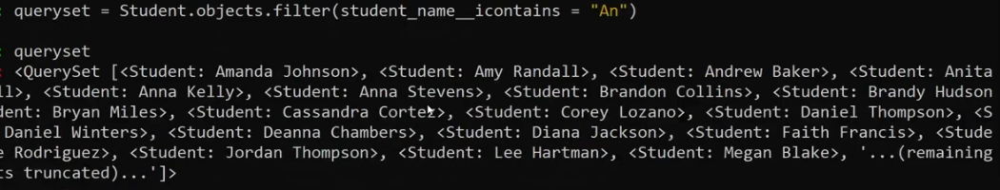 : queryset = Student.objects.filter(student_name__icontains = "An")
: queryset
: <QuerySet [<Student: Amanda Johnson>, <Student: Amy Randall>, <Student: Andrew Baker>, <Student: Anita
ll>, <Student: Anna Kelly>, <Student: Anna Stevens>, <Student: Brandon Collins>, <Student: Brandy Hudson
dent: Bryan Miles>, <Student: Cassandra Cortez>, <Student: Corey Lozano>, <Student: Daniel Thompson>, <S
Daniel Winters>, <Student: Deanna Chambers>, <Student: Diana Jackson>, <Student: Faith Francis>, <Stude
e Rodriguez>, <Student: Jordan Thompson>, <Student: Lee Hartman>, <Student: Megan Blake>, '...(remaining
ts truncated)...']>